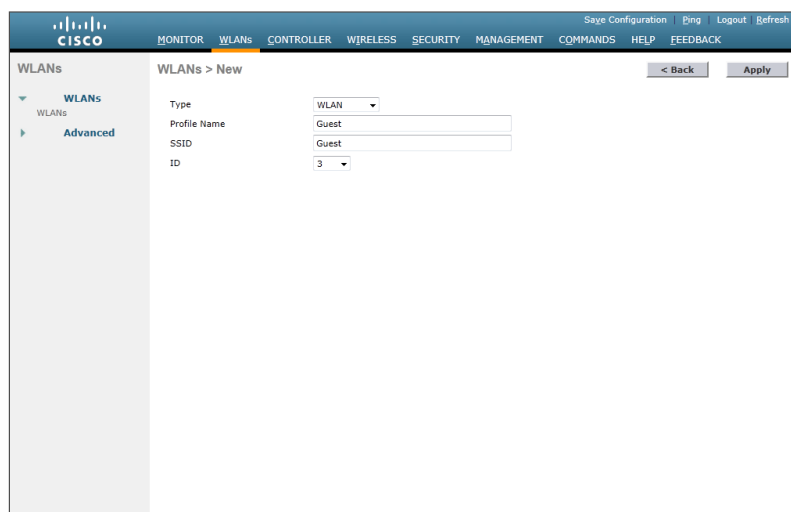 Save Configuration | Ping | Logout | Refresh
CISCO
MONITOR WLANs CONTROLLER WIRELESS SECURITY MANAGEMENT COMMANDS HELP FEEDBACK
WLANs
WLANs > New
< Back
Apply
WLANs
WLANs
Advanced
Type WLAN
Profile Name Guest
SSID Guest
ID 3